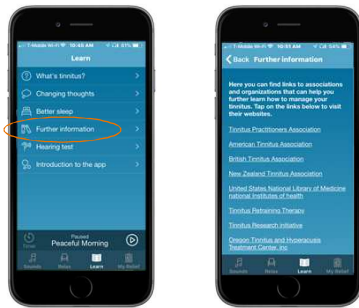 T-Mobile Wi-Fi 10:48 AM 51%
Learn
What's tinnitus?
Changing thoughts
Better sleep
Further information
Hearing test
Introduction to the app
Paused
Peaceful Morning
Timer
Sounds Relax Learn My Relief
T-Mobile Wi-Fi 10:51 AM 50%
Back Further information
Here you can find links to associations
and organizations that can help you
further learn how to manage your
tinnitus. Tap on the links below to visit
their websites.
Tinnitus Practitioners Association
American Tinnitus Association
British Tinnitus Association
New Zealand Tinnitus Association
United States National Library of Medicine
national Institutes of health
Tinnitus Retraining Therapy
Tinnitus Research initiative
Oregon Tinnitus and Hyperacusis
Treatment Center, inc
Sounds Relax Learn My Relief